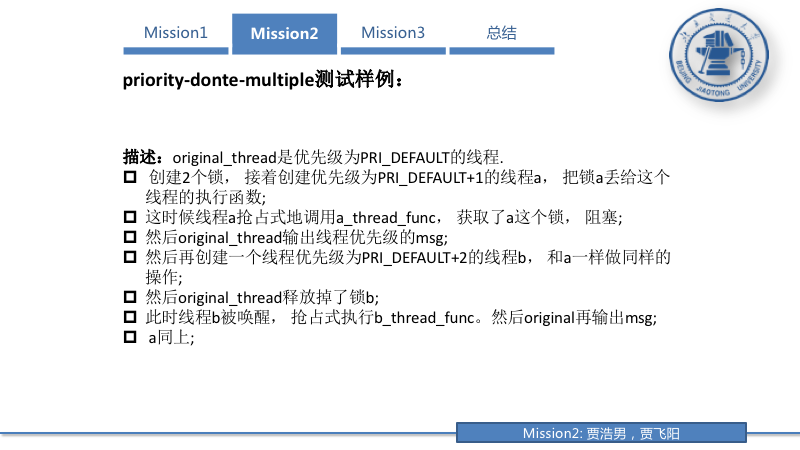 Mission1
Mission2
Mission3
总结
BEIJING JIAOTONG UNIVERSITY
priority-donte-multiple测试样例：
描述：original_thread是优先级为PRI_DEFAULT的线程.
创建2个锁， 接着创建优先级为PRI_DEFAULT+1的线程a， 把锁a丢给这个
线程的执行函数;
这时候线程a抢占式地调用a_thread_func， 获取了a这个锁， 阻塞;
然后original_thread输出线程优先级的msg;
然后再创建一个线程优先级为PRI_DEFAULT+2的线程b， 和a一样做同样的
操作;
然后original_thread释放掉了锁b;
此时线程b被唤醒， 抢占式执行b_thread_func。然后original再输出msg;
a同上;
Mission2: 贾浩男，贾飞阳